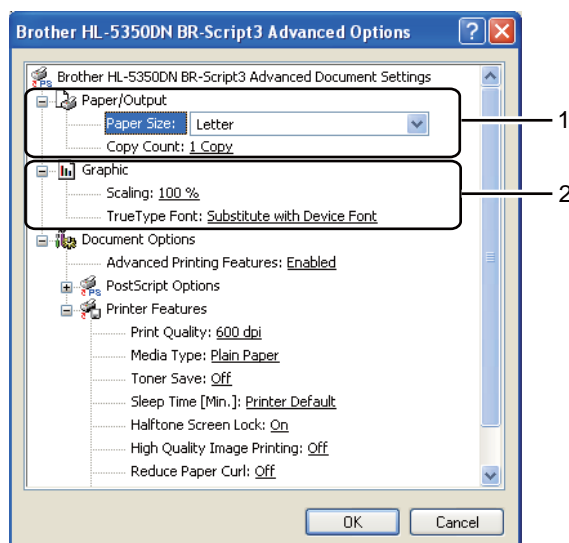 Brother HL-5350DN BR-Script3 Advanced Options
Brother HL-5350DN BR-Script3 Advanced Document Settings
Paper/Output
Paper Size: Letter
1
Copy Count: 1 Copy
Graphic
Scaling: 100 %
2
TrueType Font: Substitute with Device Font
Document Options
Advanced Printing Features: Enabled
PostScript Options
Printer Features
Print Quality: 600 dpi
Media Type: Plain Paper
Toner Save: Off
Sleep Time [Min.]: Printer Default
Halftone Screen Lock: On
High Quality Image Printing: Off
Reduce Paper Curl: Off
OK
Cancel